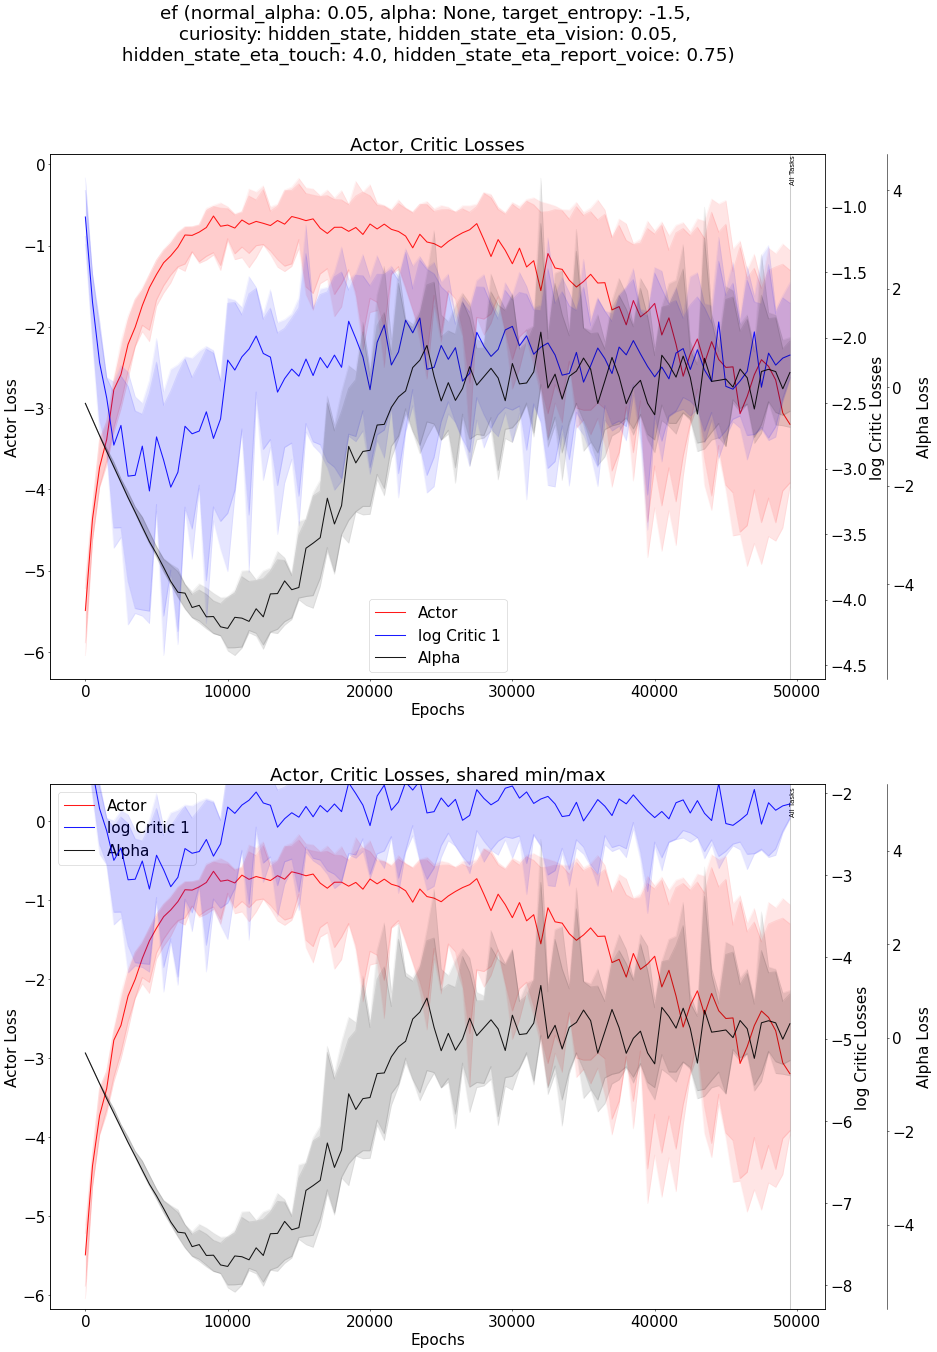 ef (normal_alpha: 0.05, alpha: None, target_entropy: -1.5,
curiosity: hidden_state, hidden_state_eta_vision: 0.05,
hidden_state_eta_touch: 4.0, hidden_state_eta_report_voice: 0.75)
Actor, Critic Losses
All Tasks
0
−1
−2
−3
−4
−5
−6
Actor Loss
0
10000
20000
30000
40000
50000
Epochs
−1.0
−1.5
−2.0
−2.5
−3.0
−3.5
−4.0
−4.5
log Critic Losses
4
2
0
−2
−4
Alpha Loss
Actor
log Critic 1
Alpha
Actor, Critic Losses, shared min/max
All Tasks
Actor
log Critic 1
Alpha
0
−1
−2
−3
−4
−5
−6
Actor Loss
0
10000
20000
30000
40000
50000
Epochs
−2
−3
−4
−5
−6
−7
−8
log Critic Losses
4
2
0
−2
−4
Alpha Loss